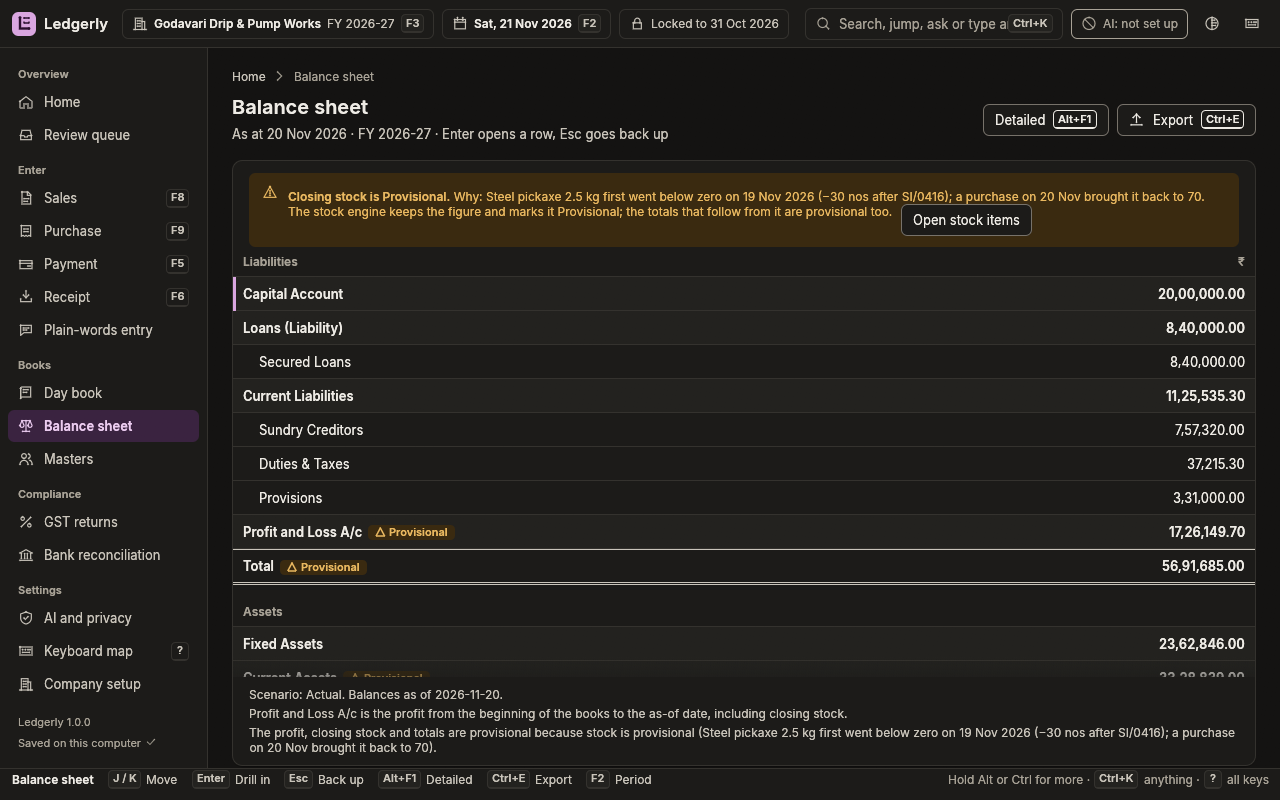 Ledgerly
Godavari Drip & Pump Works FY 2026-27 F3
Sat, 21 Nov 2026 F2
Locked to 31 Oct 2026
Search, jump, ask or type a Ctrl+K
AI: not set up
Overview
Home
Review queue
Enter
Sales F8
Purchase F9
Payment F5
Receipt F6
Plain-words entry
Books
Day book
Balance sheet
Masters
Compliance
GST returns
Bank reconciliation
Settings
AI and privacy
Keyboard map ?
Company setup
Ledgerly 1.0.0
Saved on this computer
Home > Balance sheet
Balance sheet
As at 20 Nov 2026 · FY 2026-27 · Enter opens a row, Esc goes back up
Detailed Alt+F1
Export Ctrl+E
Closing stock is Provisional. Why: Steel pickaxe 2.5 kg first went below zero on 19 Nov 2026 (−30 nos after SI/0416); a purchase on 20 Nov brought it back to 70.
The stock engine keeps the figure and marks it Provisional; the totals that follow from it are provisional too. Open stock items
Liabilities ₹
Capital Account 20,00,000.00
Loans (Liability) 8,40,000.00
Secured Loans 8,40,000.00
Current Liabilities 11,25,535.30
Sundry Creditors 7,57,320.00
Duties & Taxes 37,215.30
Provisions 3,31,000.00
Profit and Loss A/c Provisional 17,26,149.70
Total Provisional 56,91,685.00
Assets
Fixed Assets 23,62,846.00
Current Assets Provisional
Scenario: Actual. Balances as of 2026-11-20.
Profit and Loss A/c is the profit from the beginning of the books to the as-of date, including closing stock.
The profit, closing stock and totals are provisional because stock is provisional (Steel pickaxe 2.5 kg first went below zero on 19 Nov 2026 (−30 nos after SI/0416); a purchase
on 20 Nov brought it back to 70).
Balance sheet J / K Move Enter Drill in Esc Back up Alt+F1 Detailed Ctrl+E Export F2 Period
Hold Alt or Ctrl for more · Ctrl+K anything · ? all keys